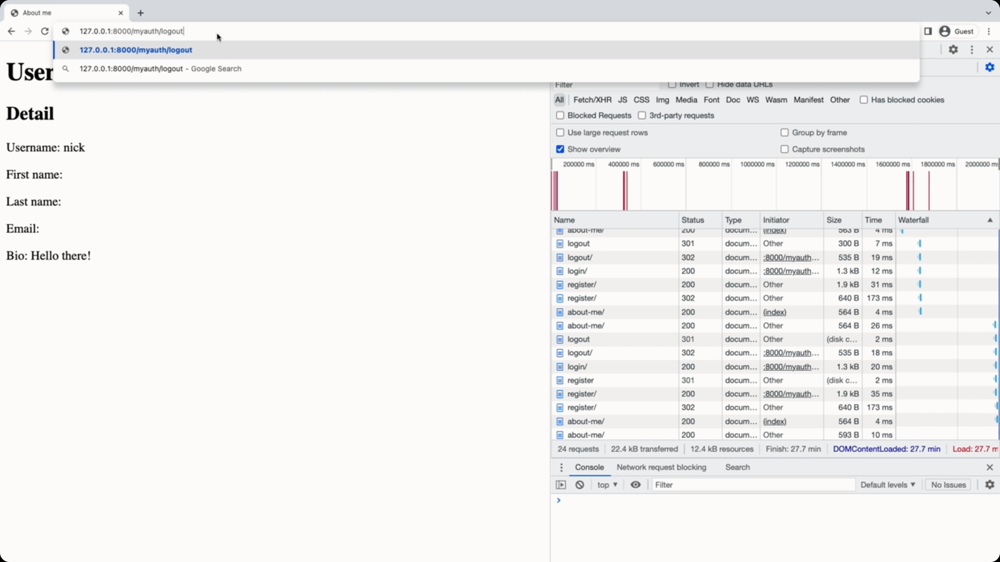 About me
127.0.0.1:8000/myauth/logout
Guest
127.0.0.1:8000/myauth/logout
127.0.0.1:8000/myauth/logout - Google Search
User
Detail
Username: nick
First name:
Last name:
Email:
Bio: Hello there!
Filter Invert Hide data URLs
All Fetch/XHR JS CSS Img Media Font Doc WS Wasm Manifest Other Has blocked cookies
Blocked Requests 3rd-party requests
Use large request rows Group by frame
Show overview Capture screenshots
200000 ms 400000 ms 600000 ms 800000 ms 1000000 ms 1200000 ms 1400000 ms 1600000 ms 1800000 ms 2000000 ms
Name Status Type Initiator Size Time Waterfall
about-me/ 200 docum... (index) 563 B 4 ms
logout 301 docum... Other 300 B 7 ms
logout/ 302 docum... :8000/myauth... 535 B 19 ms
login/ 200 docum... :8000/myauth... 1.3 kB 12 ms
register/ 200 docum... Other 1.9 kB 31 ms
register/ 302 docum... Other 640 B 173 ms
about-me/ 200 docum... (index) 564 B 4 ms
about-me/ 200 docum... Other 564 B 26 ms
logout 301 docum... Other (disk c... 2 ms
logout/ 302 docum... :8000/myauth... 535 B 18 ms
login/ 200 docum... :8000/myauth... 1.3 kB 20 ms
register 301 docum... Other (disk c... 2 ms
register/ 200 docum... :8000/myauth... 1.9 kB 35 ms
register/ 302 docum... Other 640 B 173 ms
about-me/ 200 docum... (index) 564 B 4 ms
about-me/ 200 docum... Other 593 B 10 ms
24 requests 22.4 kB transferred 12.4 kB resources Finish: 27.7 min DOMContentLoaded: 27.7 min Load: 27.7 m
Console Network request blocking Search
top Filter Default levels No Issues